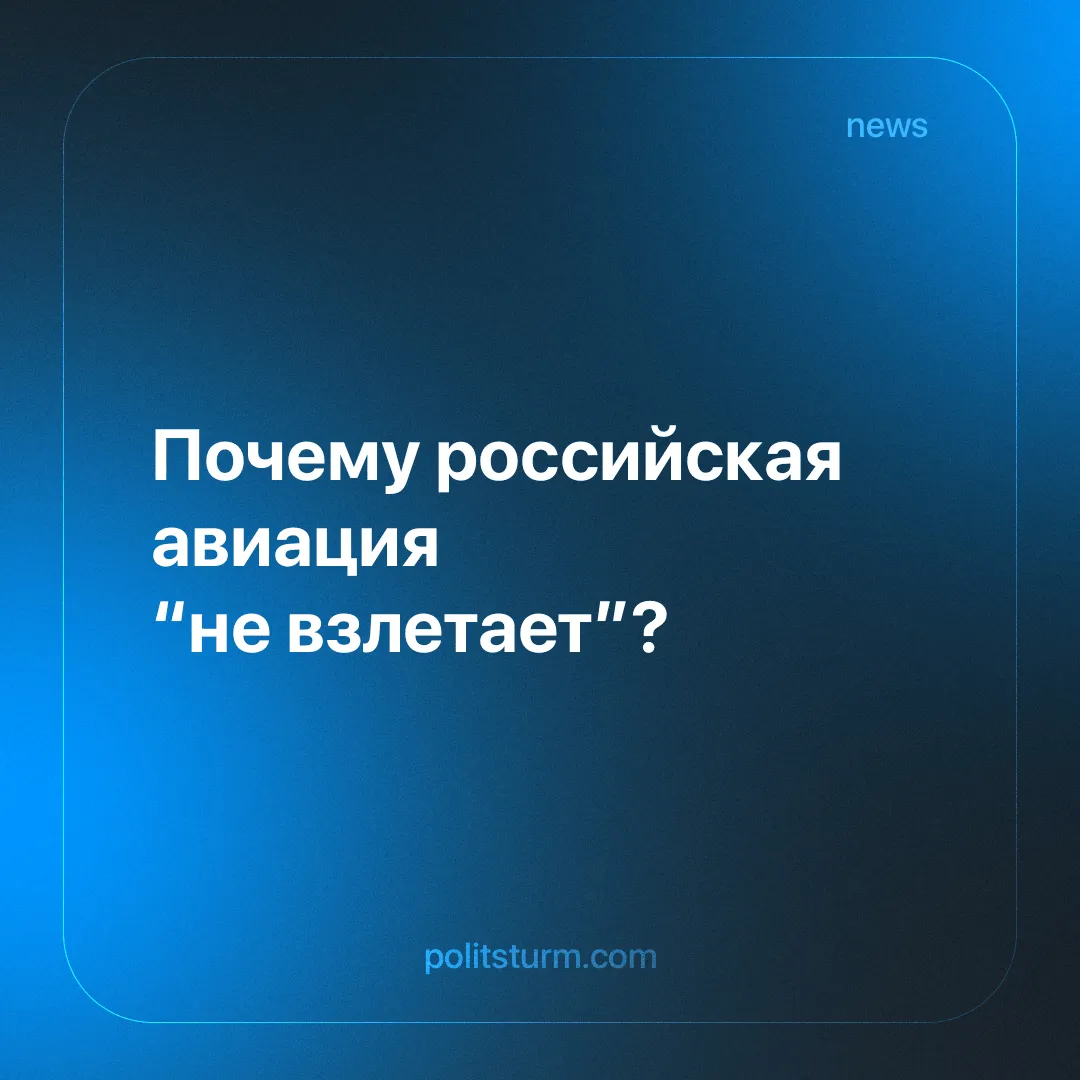 news
Почему российская
авиация
“не взлетает”?
politsturm.com